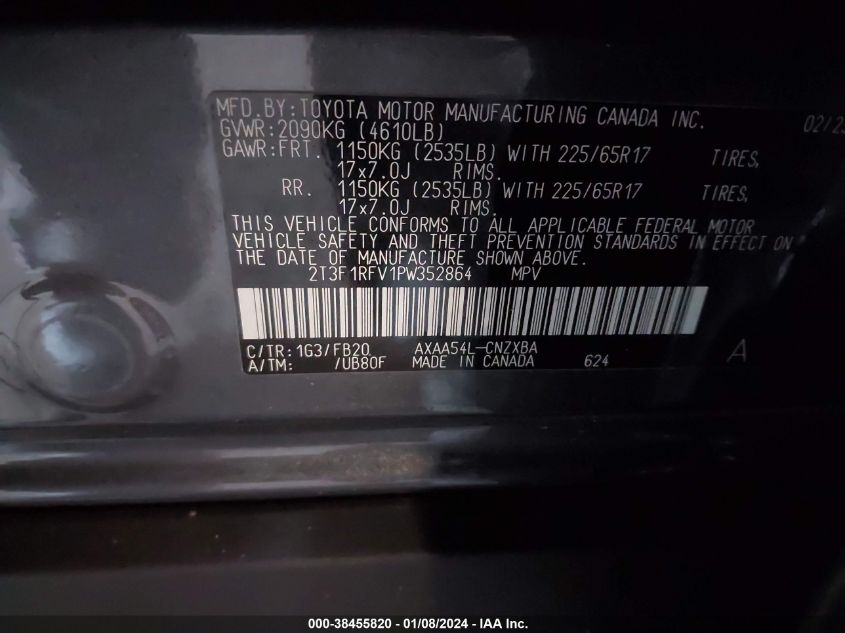 MFD.BY:TOYOTA MOTOR MANUFACTURING CANADA INC. 02/23
GVWR:2090KG (4610LB)
GAWR:FRT. 1150KG (2535LB) WITH 225/65R17 TIRES,
17x7.0J RIMS.
RR. 1150KG (2535LB) WITH 225/65R17 TIRES,
17x7.0J RIMS.
THIS VEHICLE CONFORMS TO ALL APPLICABLE FEDERAL MOTOR
VEHICLE SAFETY AND THEFT PREVENTION STANDARDS IN EFFECT ON
THE DATE OF MANUFACTURE SHOWN ABOVE.
2T3F1RFV1PW352864 MPV
C/TR:1G3/FB20 AXAA54L-CNZXBA A
A/TM: /UB80F MADE IN CANADA 624
000-38455820 - 01/08/2024 - IAA Inc.